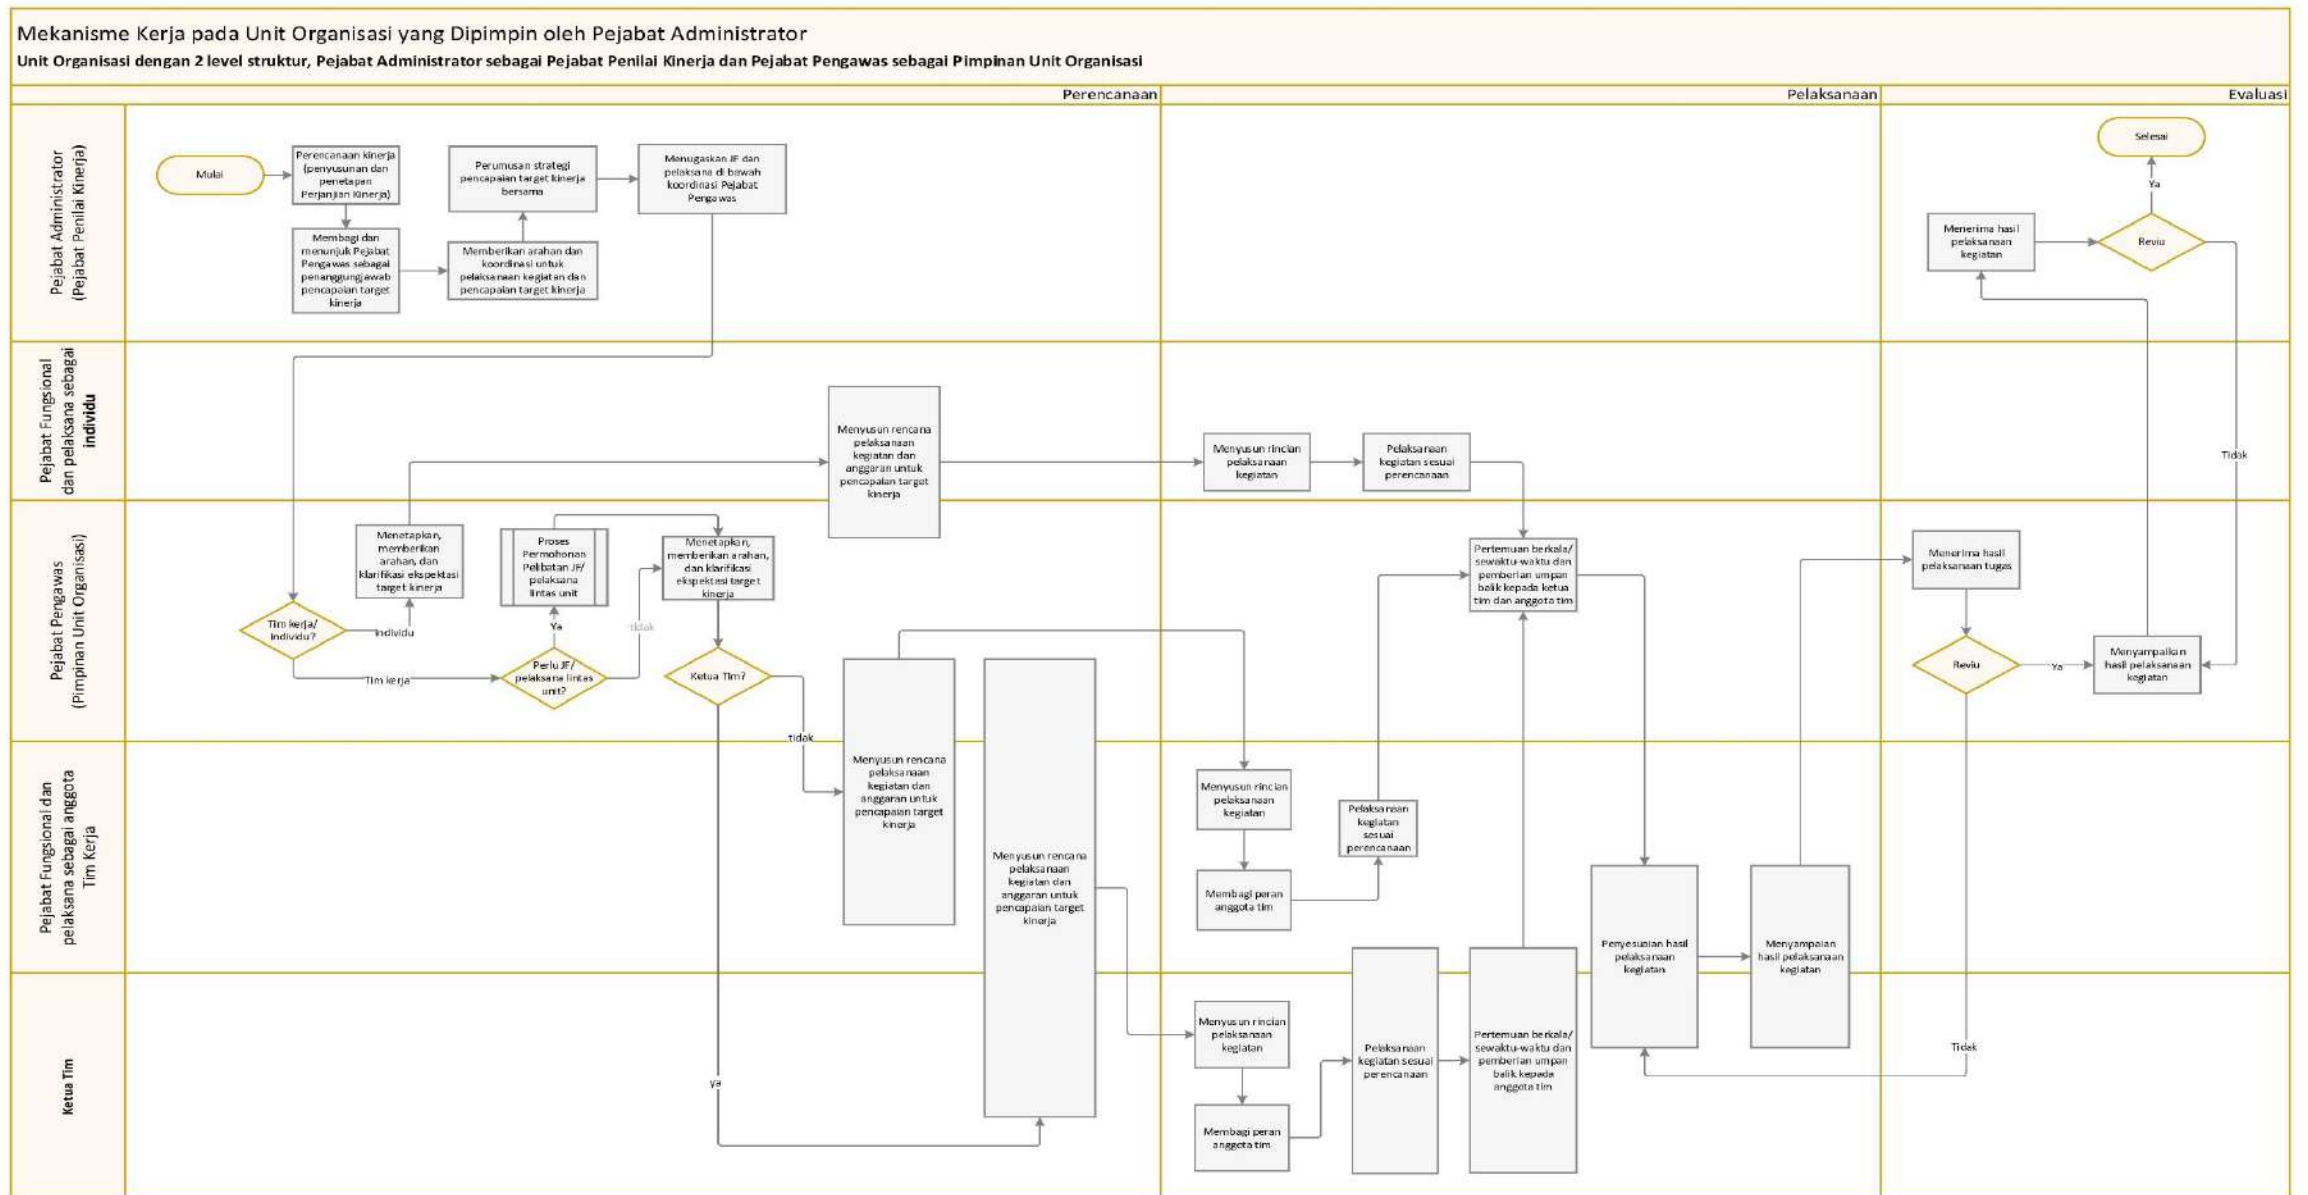 Mekanisme Kerja pada Unit Organisasi yang Dipimpin oleh Pejabat Administrator
Unit Organisasi dengan 2 level struktur, Pejabat Administrator sebagai Pejabat Penilai Kinerja dan Pejabat Pengawas sebagai Pimpinan Unit Organisasi
Perencanaan
Pelaksanaan
Evaluasi
Pejabat Administrator
(Pejabat Penilai Kinerja)
Mulai
Perencanaan kinerja
(penyusunan dan
penetapan
Perjanjian Kinerja)
Membagi dan
menunjuk Pejabat
Pengawas sebagai
penanggungjawab
pencapaian target
kinerja
Memberikan arahan dan
koordinasi untuk
pelaksanaan kegiatan dan
pencapaian target kinerja
Perumusan strategi
pencapaian target kinerja
bersama
Menugaskan JF dan
pelaksana di bawah
koordinasi Pejabat
Pengawas
Menerima hasil
pelaksanaan
kegiatan
Reviu
Ya
Selesai
Tidak
Pejabat Fungsional
dan pelaksana sebagai
individu
Menyusun rencana
pelaksanaan
kegiatan dan
anggaran untuk
pencapaian target
kinerja
Menyusun rincian
pelaksanaan
kegiatan
Pelaksanaan
kegiatan sesuai
perencanaan
Pejabat Pengawas
(Pimpinan Unit Organisasi)
Tim kerja/
individu?
individu
Tim kerja
Menetapkan,
memberikan
arahan, dan
klarifikasi ekspektasi
target kinerja
Proses
Permohonan
Pelibatan JF/
pelaksana
lintas unit
Ya
Perlu JF/
pelaksana lintas
unit?
tidak
Menetapkan,
memberikan arahan,
dan klarifikasi
ekspektasi target
kinerja
Ketua Tim?
tidak
ya
Pertemuan berkala/
sewaktu-waktu dan
pemberian umpan
balik kepada ketua
tim dan anggota tim
Menerima hasil
pelaksanaan tugas
Reviu
Ya
Menyampaikan
hasil pelaksanaan
kegiatan
Tidak
Pejabat Fungsional dan
pelaksana sebagai anggota
Tim Kerja
Menyusun rencana
pelaksanaan
kegiatan dan
anggaran untuk
pencapaian target
kinerja
Menyusun rencana
pelaksanaan
kegiatan dan
anggaran untuk
pencapaian target
kinerja
Menyusun rincian
pelaksanaan
kegiatan
Membagi peran
anggota tim
Pelaksanaan
kegiatan
sesuai
perencanaan
Penyesuaian hasil
pelaksanaan
kegiatan
Menyampaian
hasil pelaksanaan
kegiatan
Ketua Tim
Menyusun rincian
pelaksanaan
kegiatan
Membagi peran
anggota tim
Pelaksanaan
kegiatan sesuai
perencanaan
Pertemuan berkala/
sewaktu-waktu dan
pemberian umpan
balik kepada
anggota tim